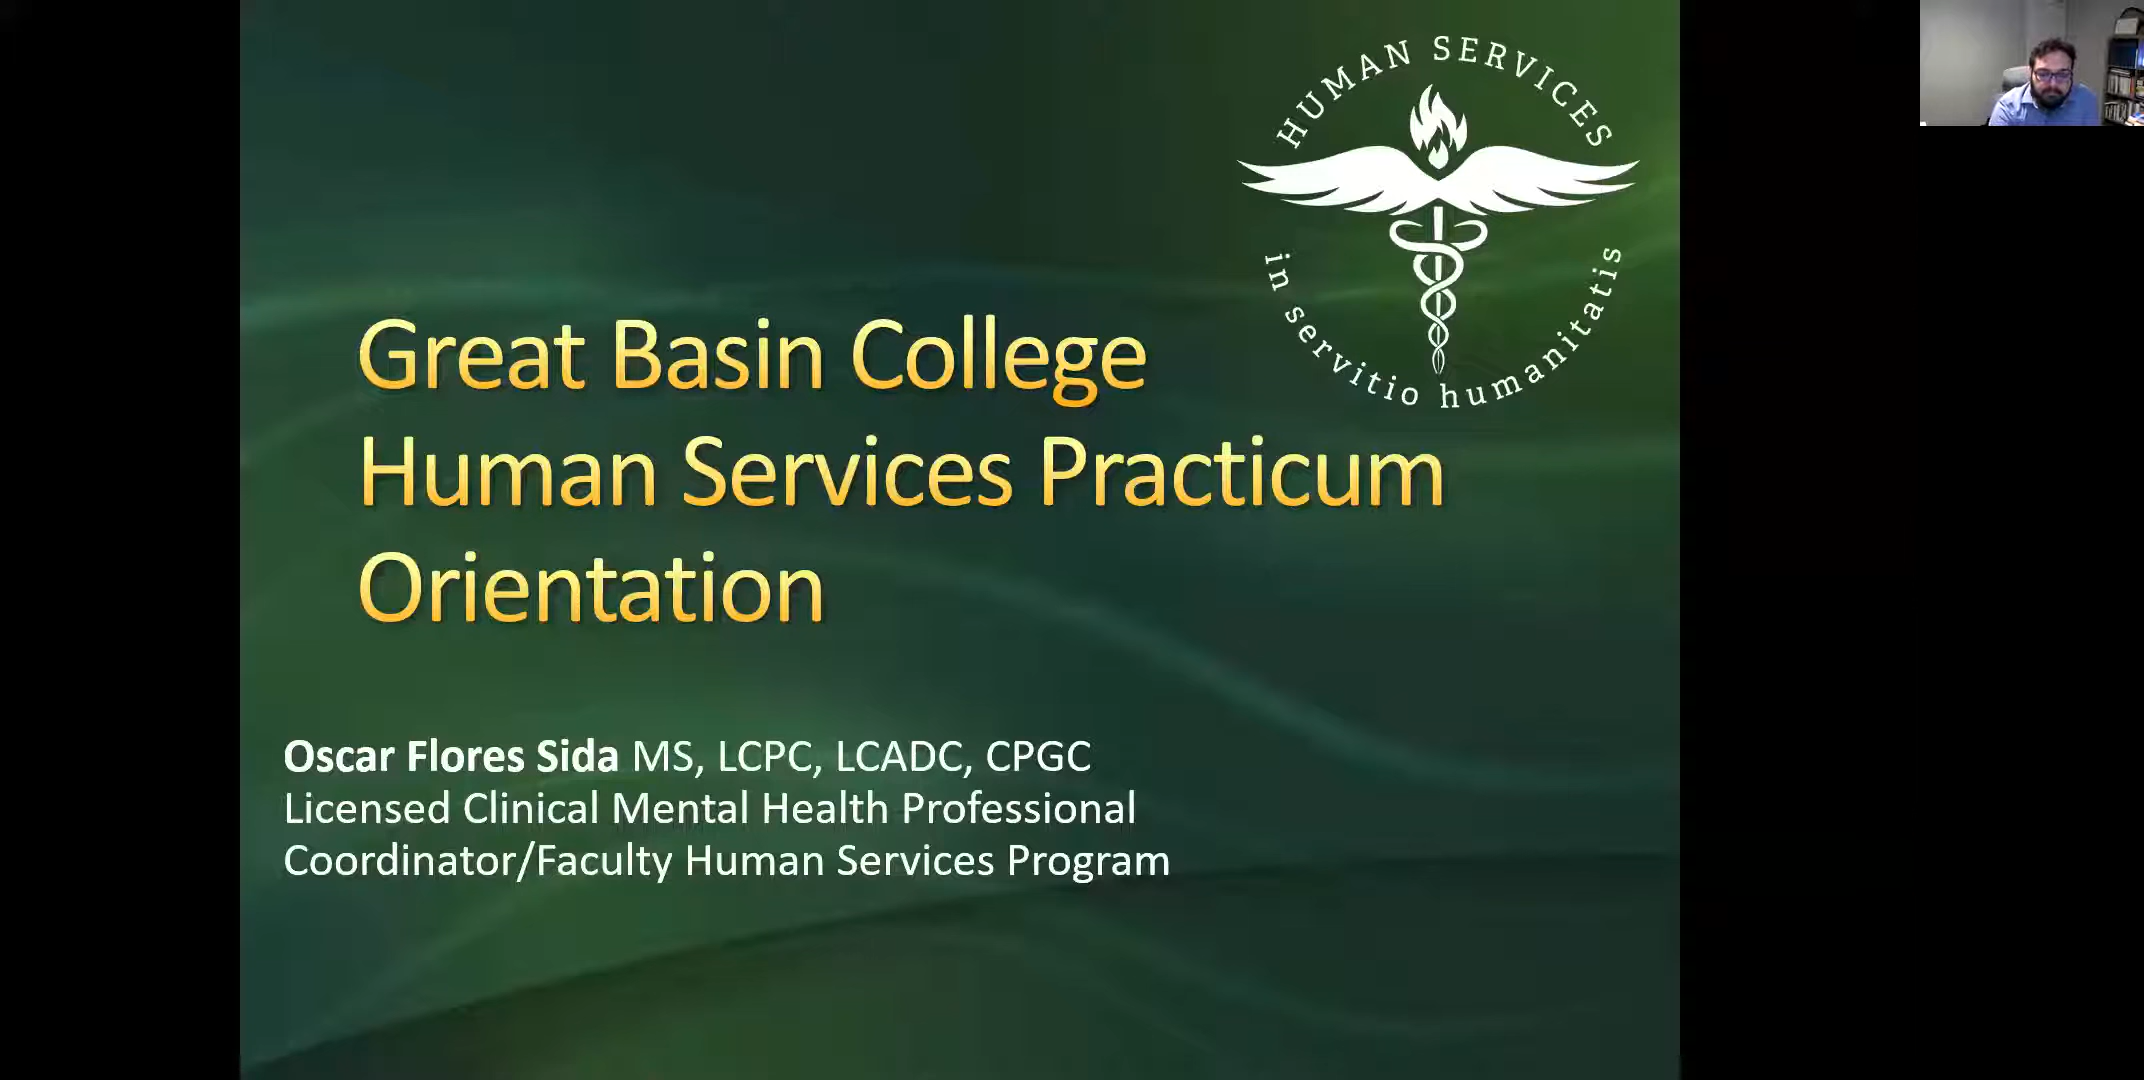 HUMAN SERVICES
in servitio humanitatis
Great Basin College
Human Services Practicum
Orientation
Oscar Flores Sida MS, LCPC, LCADC, CPGC
Licensed Clinical Mental Health Professional
Coordinator/Faculty Human Services Program